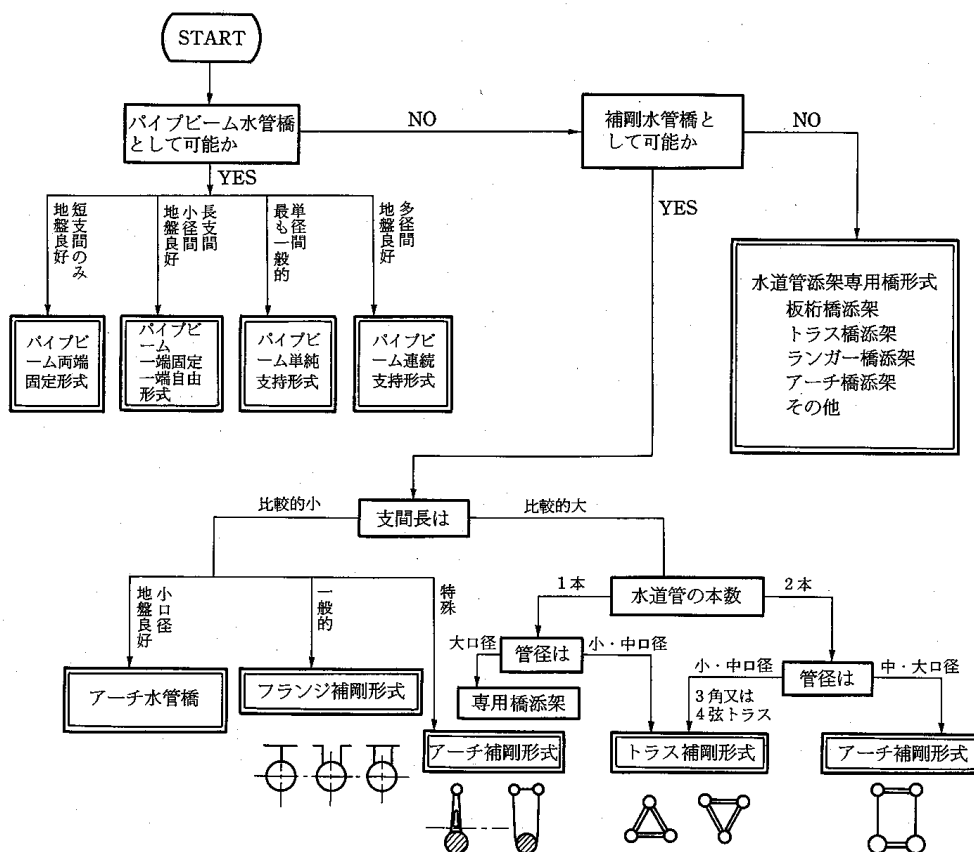 START
パイプビーム水管橋
として可能か
NO
補剛水管橋と
して可能か
NO
YES
YES
短支間のみ
地盤良好
長支間
小径間
地盤良好
単径間
最も一般的
多径間
地盤良好
パイプビ
ーム両端
固定形式
パイプビ
ーム
一端固定
一端自由
形式
パイプビ
ーム単純
支持形式
パイプビ
ーム連続
支持形式
水道管添架専用橋形式
板桁橋添架
トラス橋添架
ランガー橋添架
アーチ橋添架
その他
比較的小
支間長は
比較的大
小口径
地盤良好
一般的
特殊
1本
水道管の本数
2本
大口径
管径は
小・中口径
小・中口径
管径は
中・大口径
3角又は
4弦トラス
アーチ水管橋
フランジ補剛形式
専用橋添架
アーチ補剛形式
トラス補剛形式
アーチ補剛形式